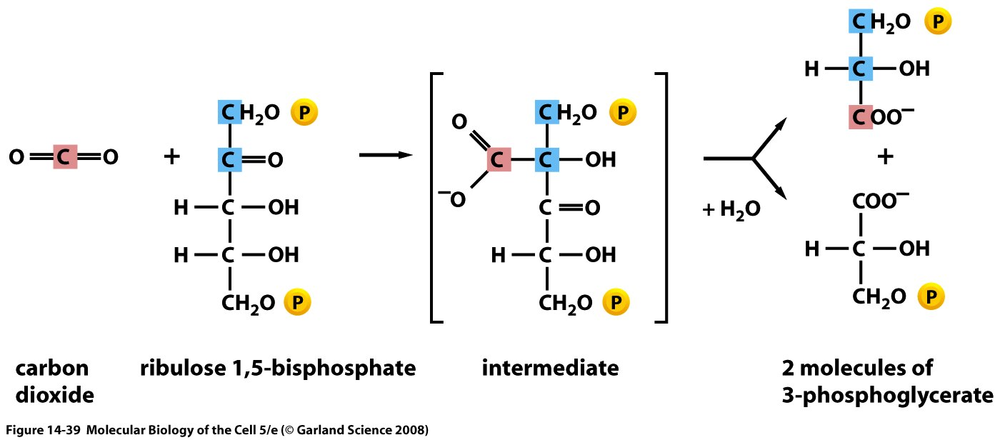 O=C=O
+
CH₂O P
C=O
H—C—OH
H—C—OH
CH₂O P
O
CH₂O P
C—C—OH
⁻O
C=O
H—C—OH
CH₂O P
+ H₂O
CH₂O P
H—C—OH
COO⁻
+
COO⁻
H—C—OH
CH₂O P
carbon
dioxide
ribulose 1,5-bisphosphate
intermediate
2 molecules of
3-phosphoglycerate
Figure 14-39 Molecular Biology of the Cell 5/e (© Garland Science 2008)